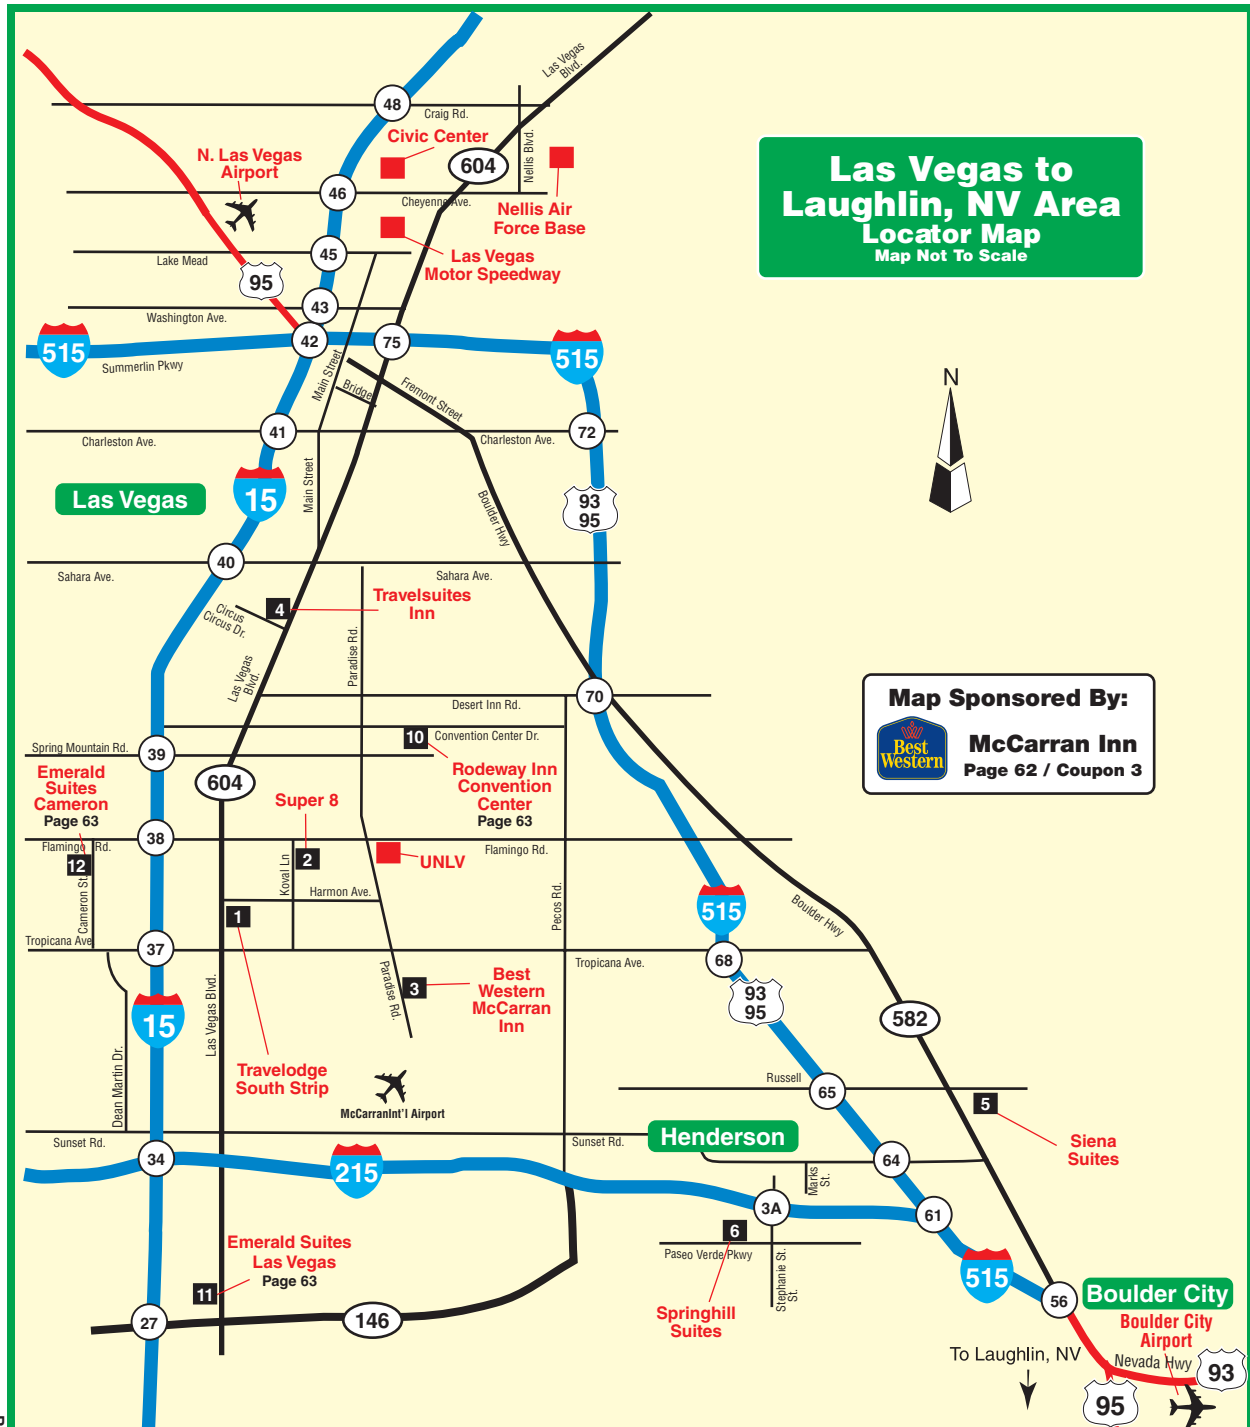 Las Vegas to
Laughlin, NV Area
Locator Map
Map Not To Scale
Las Vegas
Blvd.
48
Craig Rd.
Civic Center
604
Nellis Blvd.
N. Las Vegas
Airport
46
Cheyenne Ave.
Nellis Air
Force Base
45
Lake Mead
Las Vegas
Motor Speedway
95
43
Washington Ave.
515
42
75
515
Summerlin Pkwy
Main Street
Bridge
Fremont Street
N
41
Charleston Ave.
Charleston Ave.
72
Las Vegas
15
Main Street
Boulder Hwy
93
95
40
Sahara Ave.
Sahara Ave.
Circus
Circus Dr.
4
Travelsuites
Inn
Paradise Rd.
Las Vegas
Blvd.
70
Desert Inn Rd.
Map Sponsored By:
Best
Western
McCarran Inn
Page 62 / Coupon 3
Spring Mountain Rd.
39
10
Convention Center Dr.
Emerald
Suites
Cameron
Page 63
604
Super 8
Rodeway Inn
Convention
Center
Page 63
38
Flamingo Rd.
12
Cameron St.
Koval Ln
2
UNLV
Flamingo Rd.
Harmon Ave.
1
Pecos Rd.
515
Boulder Hwy
Tropicana Ave
37
Tropicana Ave.
68
Las Vegas Blvd.
Paradise Rd.
3
Best
Western
McCarran
Inn
93
95
582
15
Dean Martin Dr.
Travelodge
South Strip
McCarranInt'l Airport
Russell
65
5
Siena
Suites
Sunset Rd.
Sunset Rd.
Henderson
34
215
64
Marks
St.
3A
61
6
Paseo Verde Pkwy
Stephanie St.
St.
Springhill
Suites
Emerald Suites
Las Vegas
Page 63
11
27
146
515
56
Boulder City
Boulder City
Airport
To Laughlin, NV
Nevada Hwy
93
95